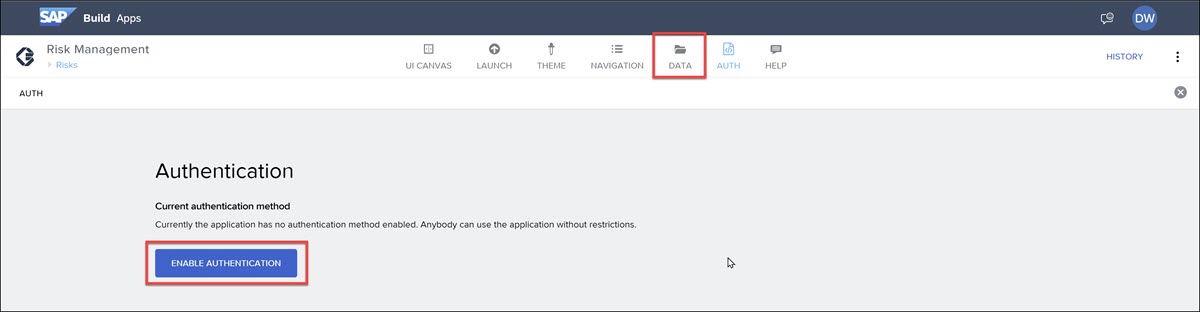 SAP Build Apps DW
Risk Management
Risks
UI CANVAS LAUNCH THEME NAVIGATION DATA AUTH HELP HISTORY
AUTH
Authentication
Current authentication method
Currently the application has no authentication method enabled. Anybody can use the application without restrictions.
ENABLE AUTHENTICATION